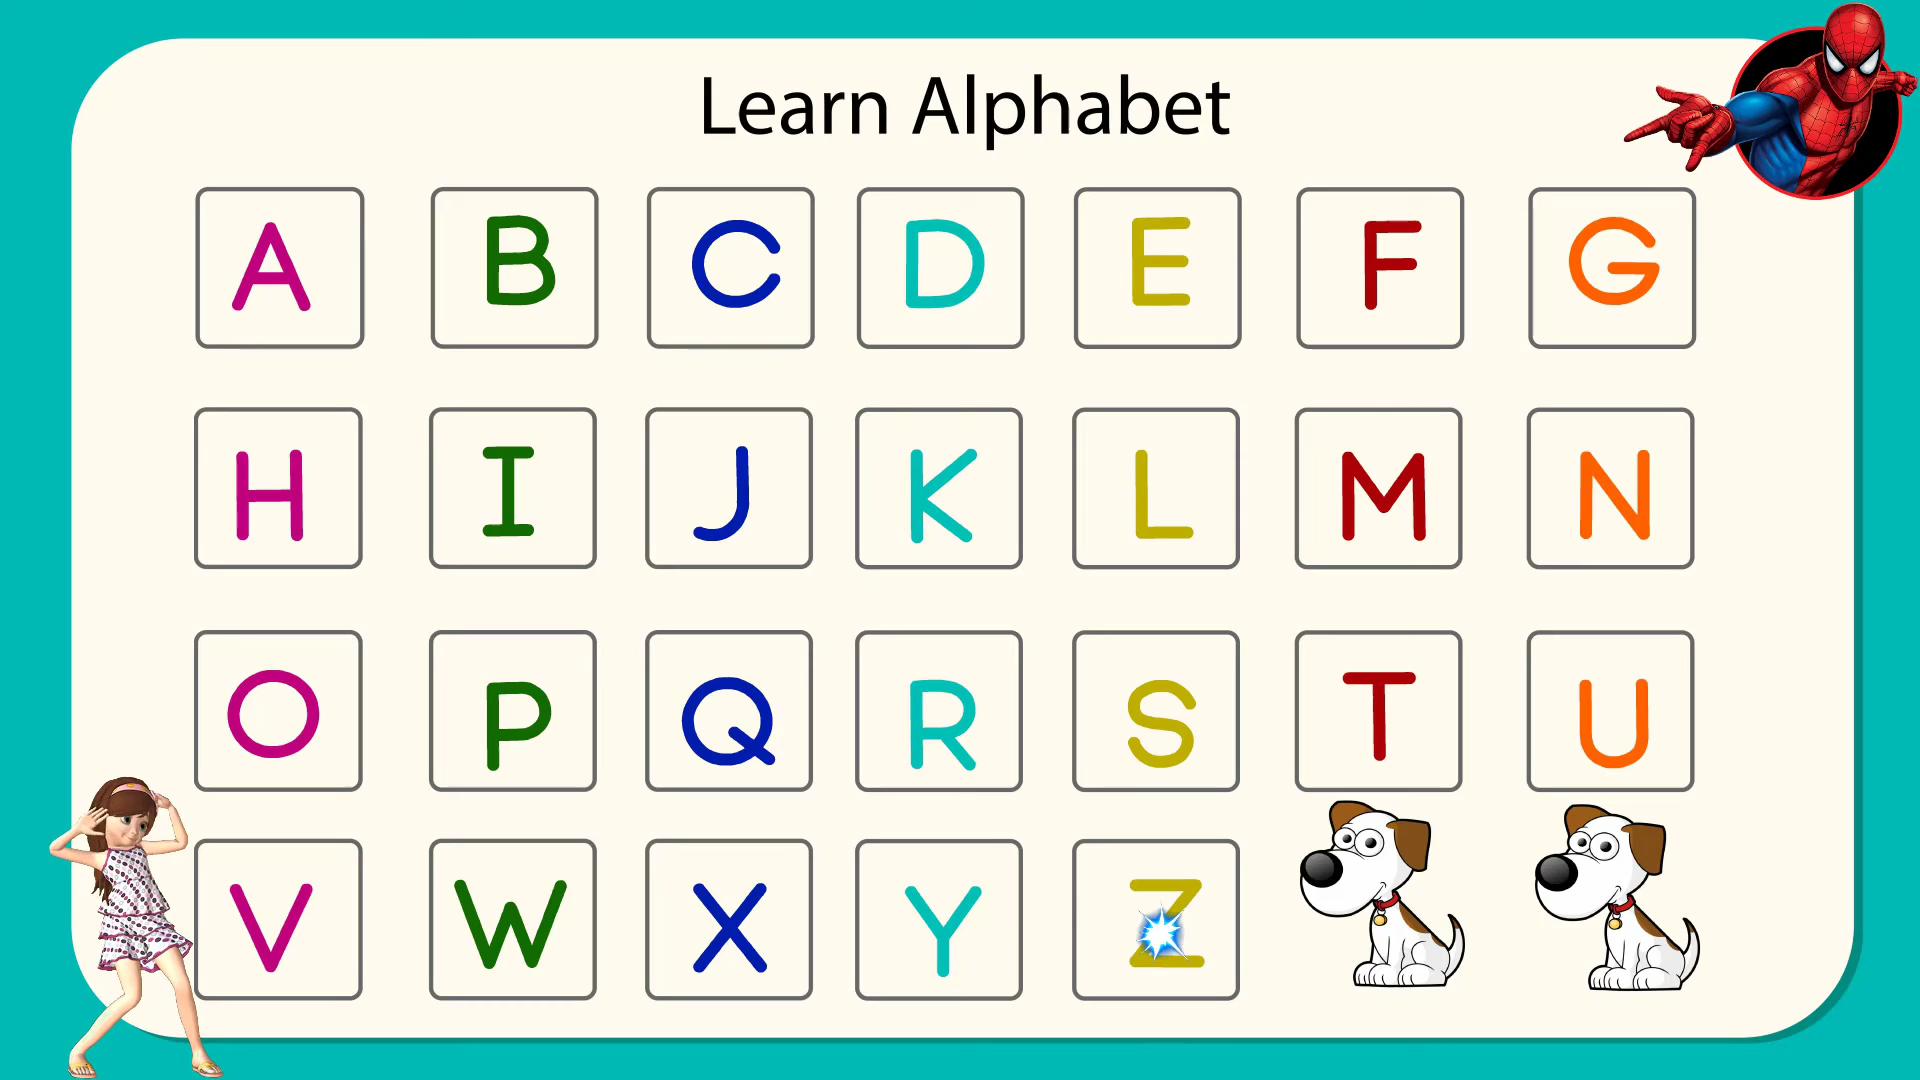 Learn Alphabet
A B C D E F G
H I J K L M N
O P Q R S T U
V W X Y Z